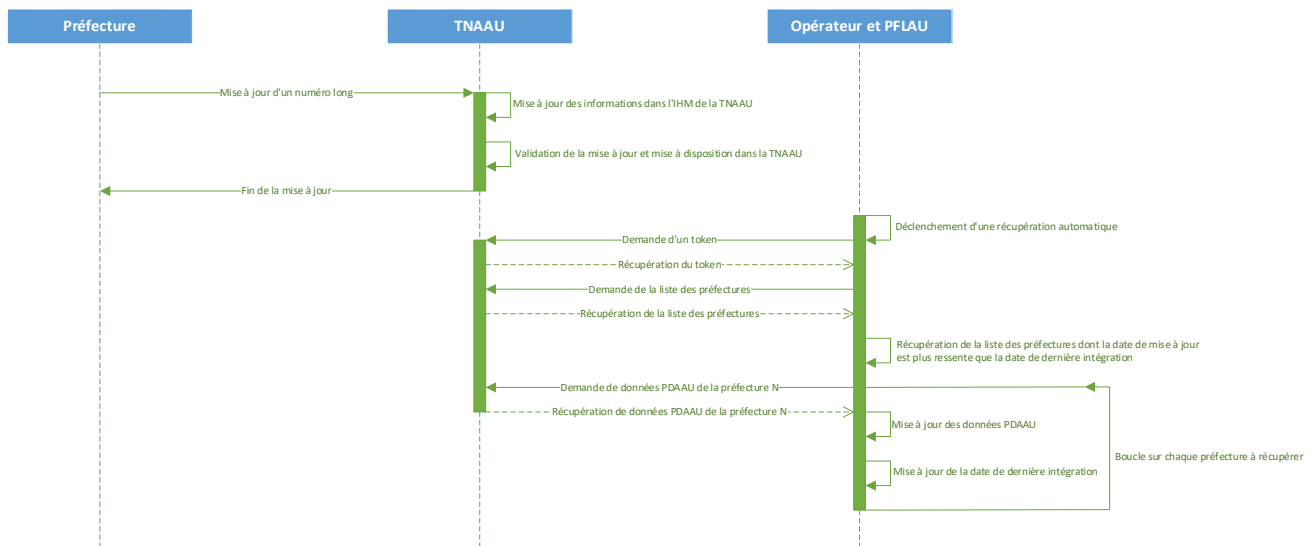 Préfecture
TNAAU
Opérateur et PFLAU
Mise à jour d'un numéro long
Mise à jour des informations dans l'IHM de la TNAAU
Validation de la mise à jour et mise à disposition dans la TNAAU
Fin de la mise à jour
Déclenchement d'une récupération automatique
Demande d'un token
Récupération du token
Demande de la liste des préfectures
Récupération de la liste des préfectures
Récupération de la liste des préfectures dont la date de mise à jour
est plus ressente que la date de dernière intégration
Demande de données PDAAU de la préfecture N
Récupération de données PDAAU de la préfecture N
Mise à jour des données PDAAU
Boucle sur chaque préfecture à récupérer
Mise à jour de la date de dernière intégration